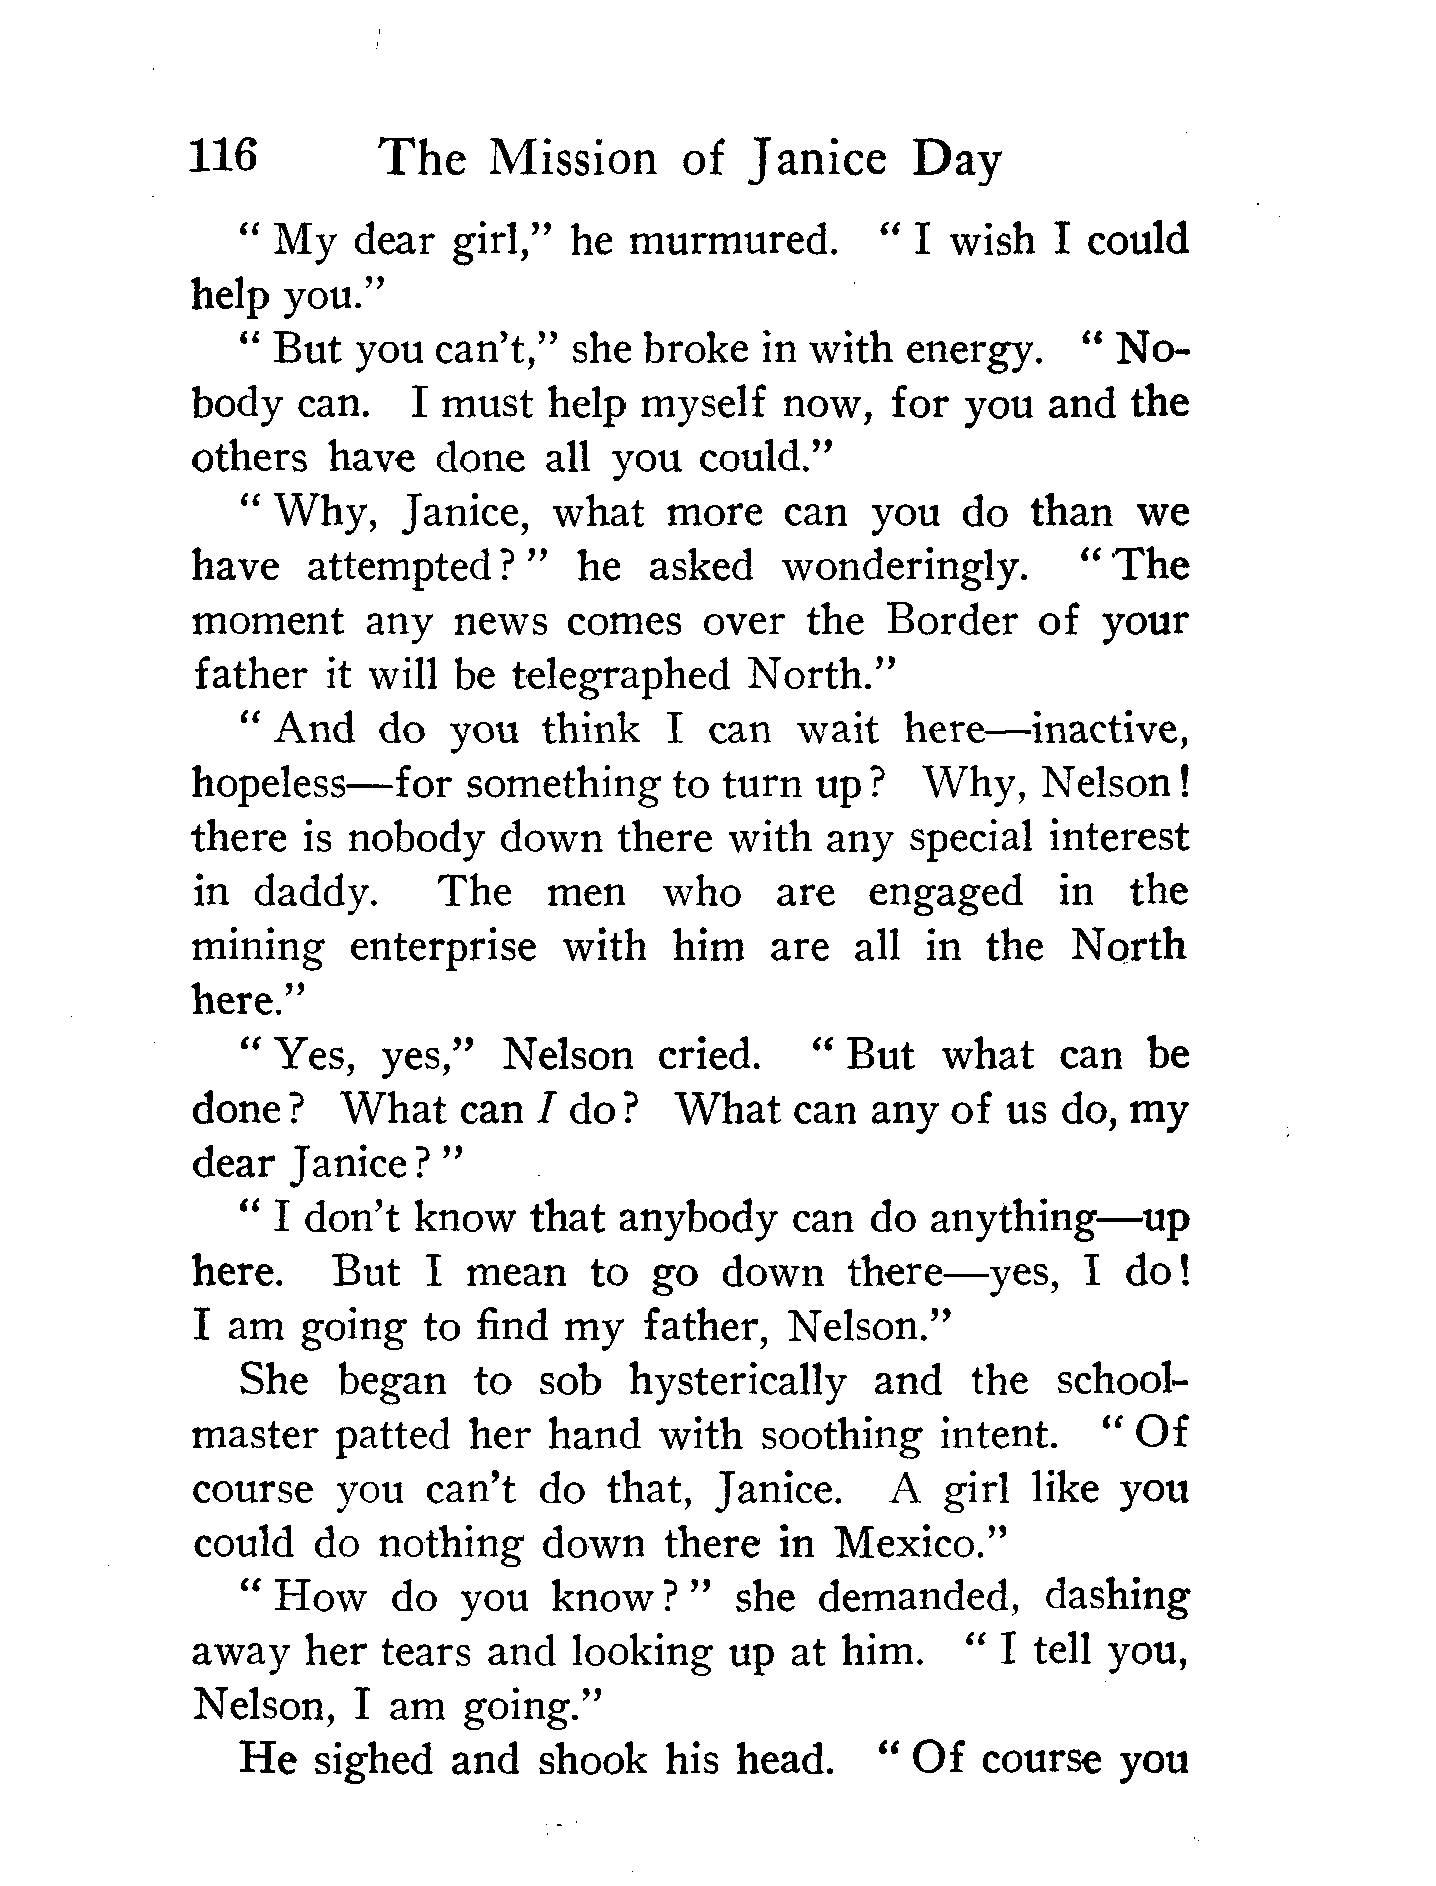 116 The Mission of Janice Day
“ My dear girl,” he murmured. “ I wish I could
help you.”
“ But you can’t,” she broke in with energy. “ No-
body can. I must help myself now, for you and the
others have done all you could.”
“ Why, Janice, what more can you do than we
have attempted? ” he asked wonderingly. “ The
moment any news comes over the Border of your
father it will be telegraphed North.”
“ And do you think I can wait here—inactive,
hopeless—for something to turn up? Why, Nelson!
there is nobody down there with any special interest
in daddy. The men who are engaged in the
mining enterprise with him are all in the North
here.”
“ Yes, yes,” Nelson cried. “ But what can be
done? What can I do? What can any of us do, my
dear Janice? ”
“ I don’t know that anybody can do anything—up
here. But I mean to go down there—yes, I do!
I am going to find my father, Nelson.”
She began to sob hysterically and the school-
master patted her hand with soothing intent. “ Of
course you can’t do that, Janice. A girl like you
could do nothing down there in Mexico.”
“ How do you know? ” she demanded, dashing
away her tears and looking up at him. “ I tell you,
Nelson, I am going.”
He sighed and shook his head. “ Of course you